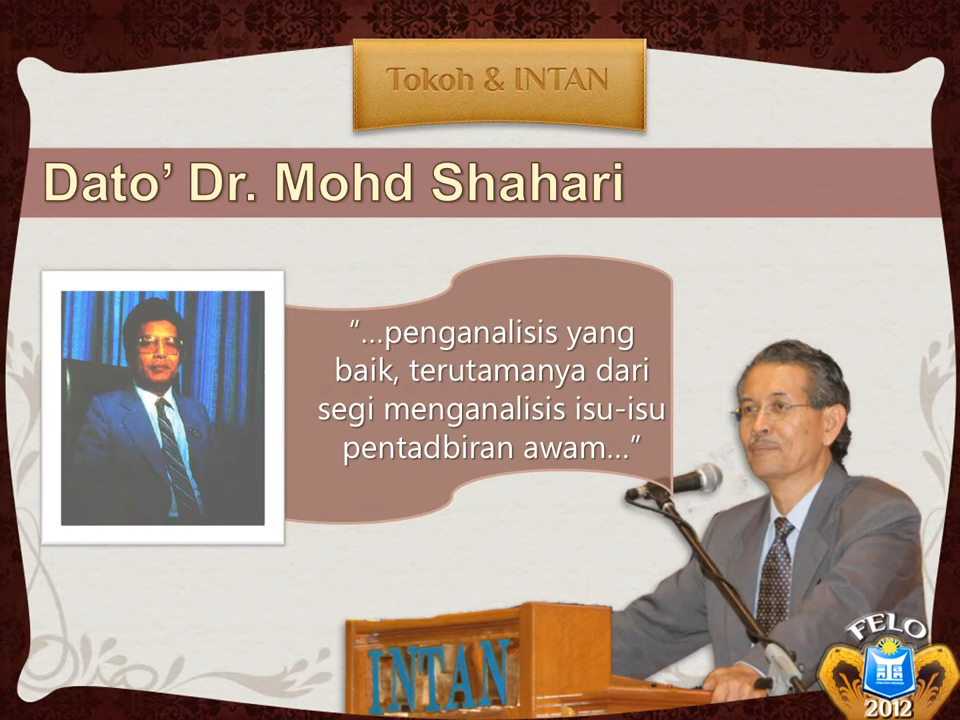 Tokoh & INTAN
Dato’ Dr. Mohd Shahari
“...penganalisis yang
baik, terutamanya dari
segi menganalisis isu-isu
pentadbiran awam...”
INTAN
FELO
2012